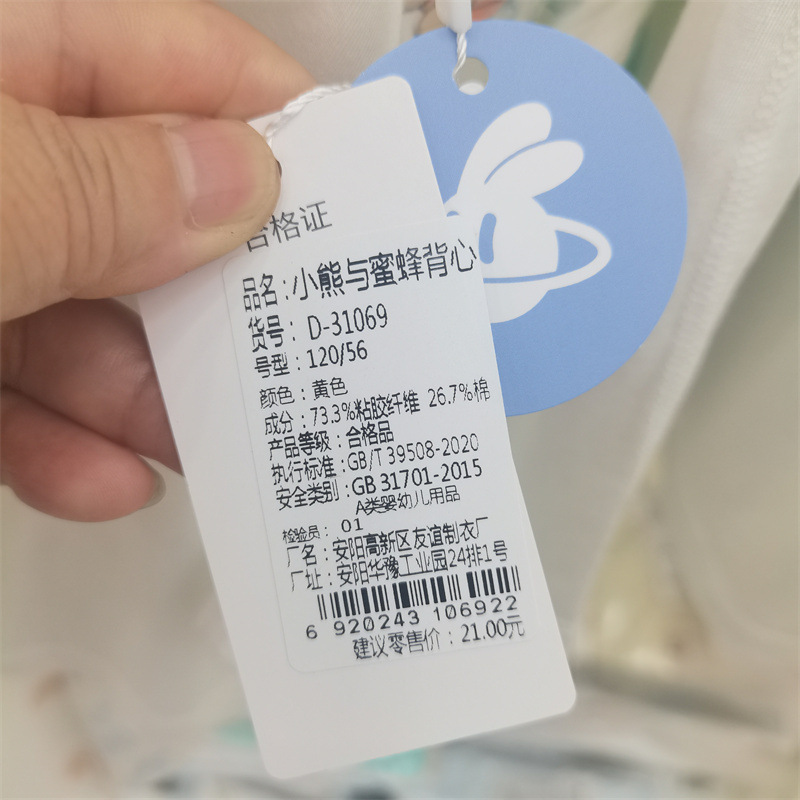 合格证
品名：小熊与蜜蜂背心
货号：D-31069
号型：120/56
颜色：黄色
成分：73.3%粘胶纤维 26.7%棉
产品等级：合格品
执行标准：GB/T 39508-2020
安全类别：GB 31701-2015
A类婴幼儿用品
检验员： 01
厂名：安阳高新区友谊制衣厂
厂址：安阳华豫工业园24排1号
6 920243 106922
建议零售价：21.00元